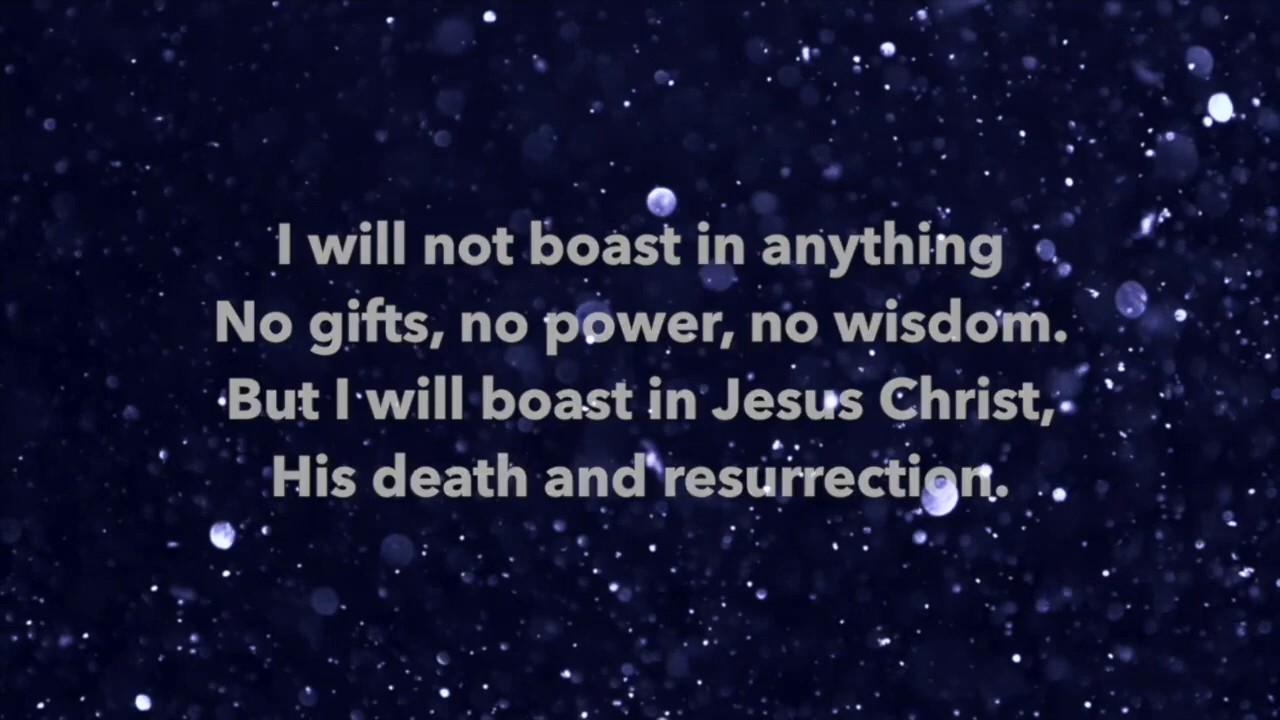 I will not boast in anything
No gifts, no power, no wisdom.
But I will boast in Jesus Christ,
His death and resurrection.